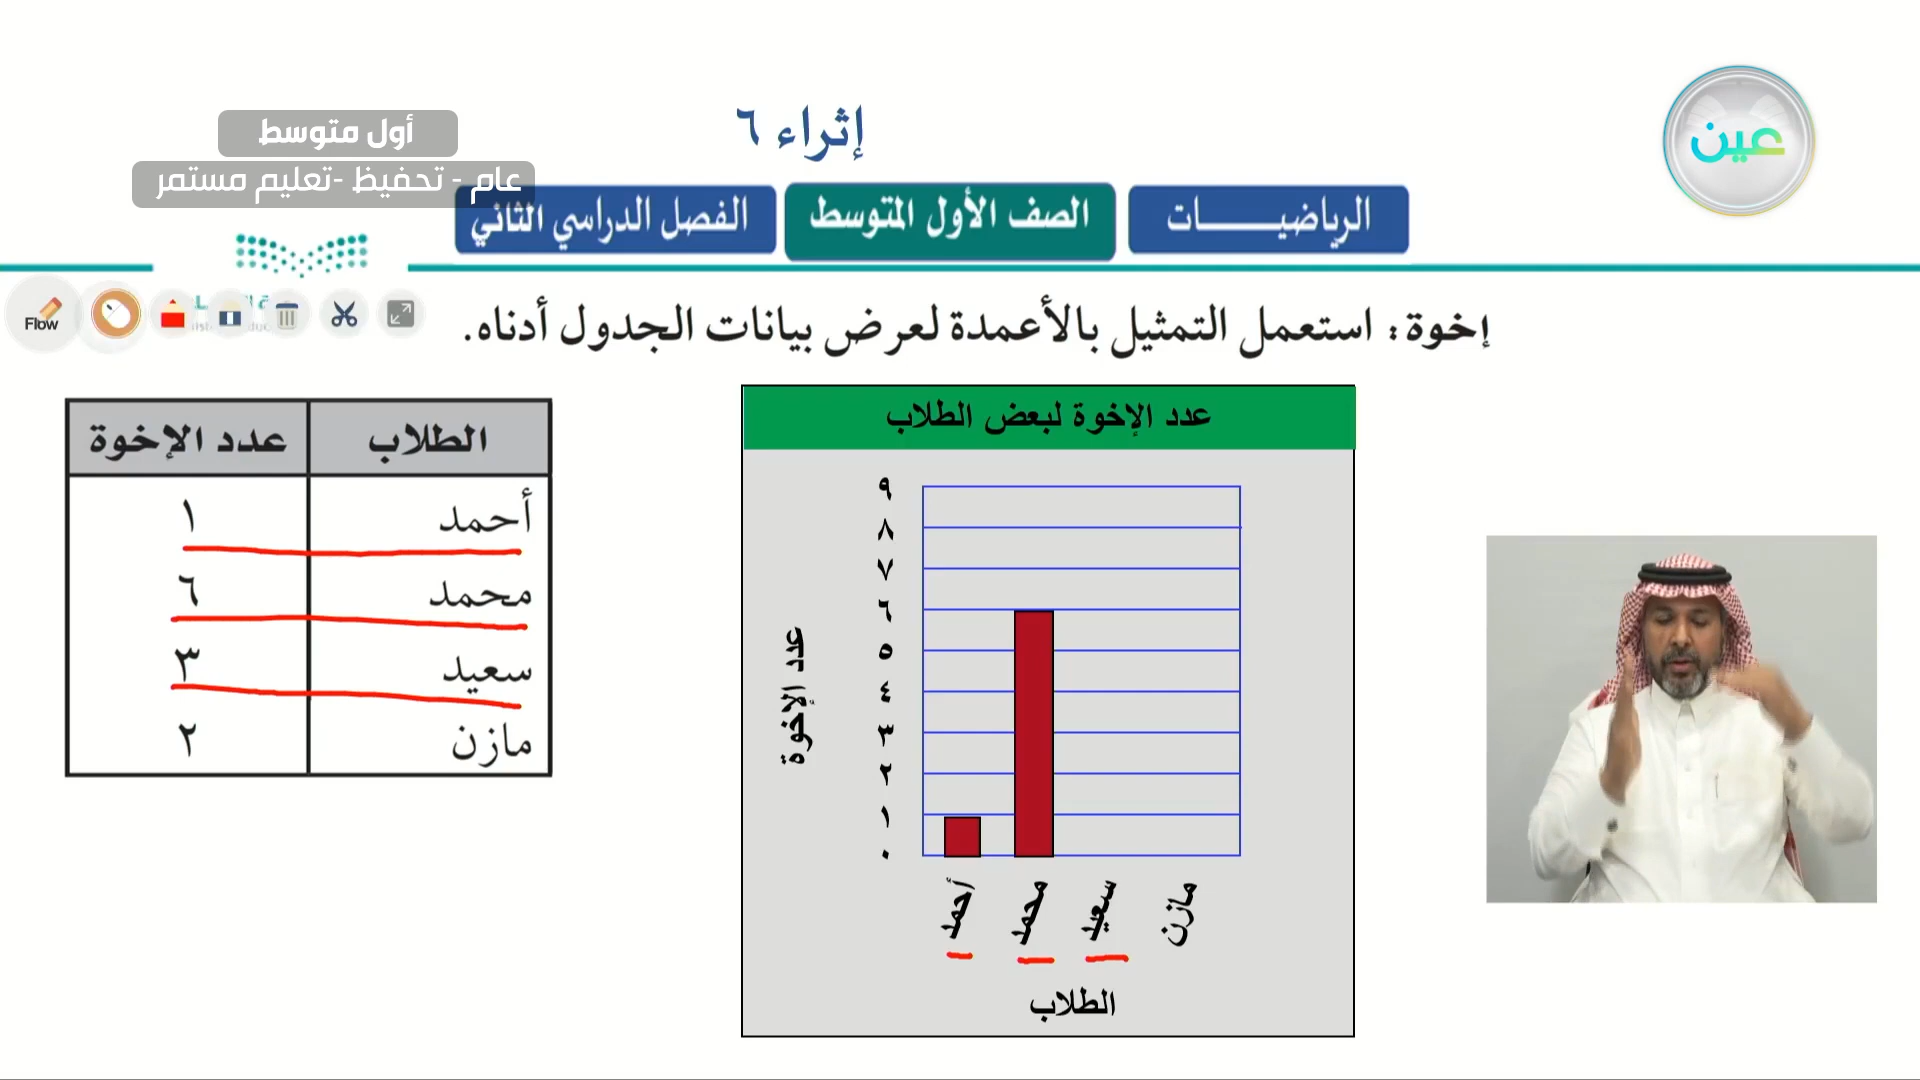 عين
إثراء ٦
أول متوسط
عام - تحفيظ -تعليم مستمر
الرياضيـــــات
الصف الأول المتوسط
الفصل الدراسي الثاني
Flow
إخوة: استعمل التمثيل بالأعمدة لعرض بيانات الجدول أدناه.
عدد الإخوة لبعض الطلاب
٩
٨
٧
٦
٥
٤
٣
٢
١
٠
عدد الإخوة
أحمد
محمد
سعيد
مازن
الطلاب
الطلاب عدد الإخوة
أحمد ١
محمد ٦
سعيد ٣
مازن ٢